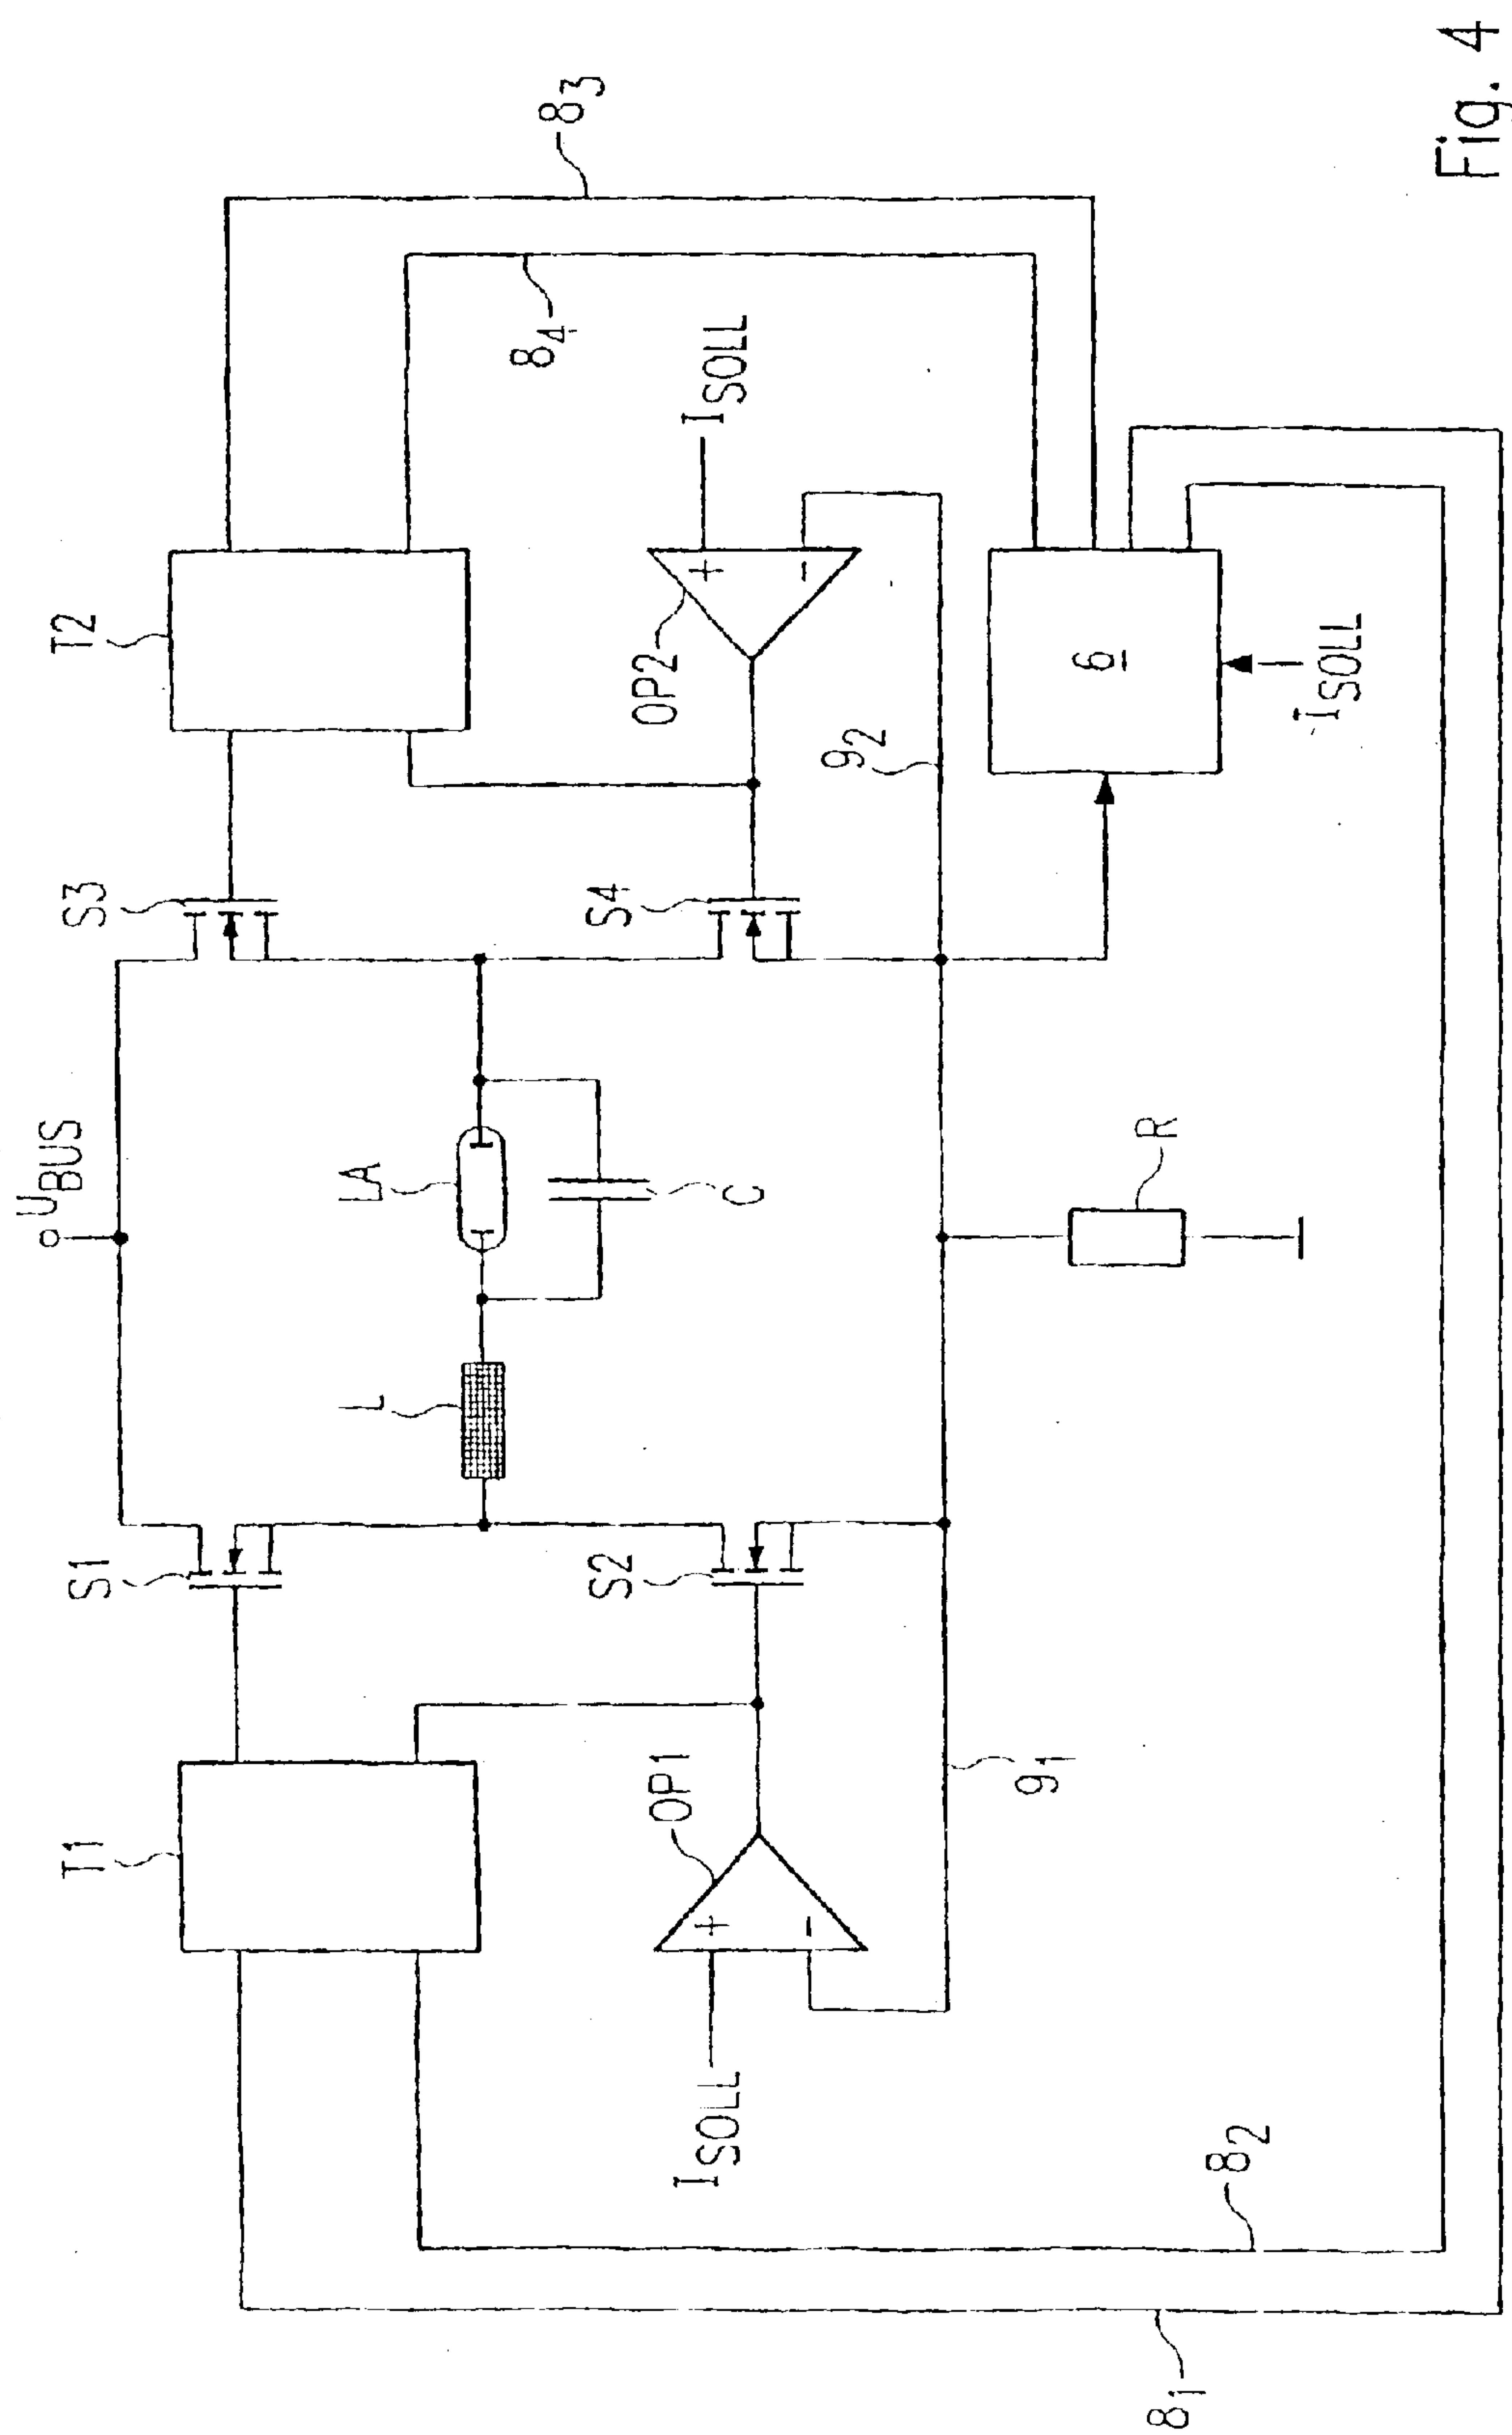 U_BUS
S1
S3
T1
T2
8₃
L
LA
C
8₄
S2
S4
OP1
OP2
I_SOLL
I_SOLL
9₁
9₂
R
6
I_SOLL
8₂
8₁
Fig. 4